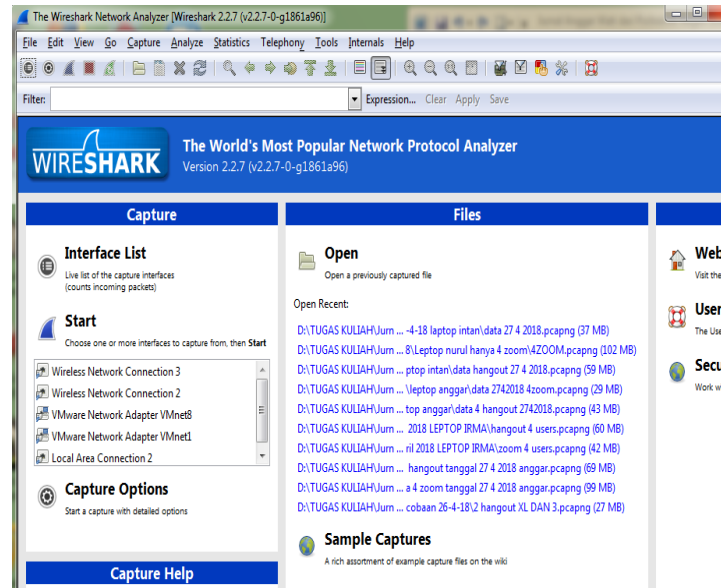 The Wireshark Network Analyzer [Wireshark 2.2.7 (v2.2.7-0-g1861a96)]
File Edit View Go Capture Analyze Statistics Telephony Tools Internals Help
Filter: Expression... Clear Apply Save
WIRESHARK
The World's Most Popular Network Protocol Analyzer
Version 2.2.7 (v2.2.7-0-g1861a96)
Capture
Interface List
Live list of the capture interfaces
(counts incoming packets)
Start
Choose one or more interfaces to capture from, then Start
Wireless Network Connection 3
Wireless Network Connection 2
VMware Network Adapter VMnet8
VMware Network Adapter VMnet1
Local Area Connection 2
Capture Options
Start a capture with detailed options
Capture Help
Files
Open
Open a previously captured file
Open Recent:
D:\TUGAS KULIAH\Jurn ... -4-18 laptop intan\data 27 4 2018.pcapng (37 MB)
D:\TUGAS KULIAH\Jurn ... 8\Leptop nurul hanya 4 zoom\4ZOOM.pcapng (102 MB)
D:\TUGAS KULIAH\Jurn ... ptop intan\data hangout 27 4 2018.pcapng (59 MB)
D:\TUGAS KULIAH\Jurn ... \leptop anggar\data 2742018 4zoom.pcapng (29 MB)
D:\TUGAS KULIAH\Jurn ... top anggar\data 4 hangout 2742018.pcapng (43 MB)
D:\TUGAS KULIAH\Jurn ... 2018 LEPTOP IRMA\hangout 4 users.pcapng (60 MB)
D:\TUGAS KULIAH\Jurn ... ril 2018 LEPTOP IRMA\zoom 4 users.pcapng (42 MB)
D:\TUGAS KULIAH\Jurn ... hangout tanggal 27 4 2018 anggar.pcapng (69 MB)
D:\TUGAS KULIAH\Jurn ... a 4 zoom tanggal 27 4 2018 anggar.pcapng (99 MB)
D:\TUGAS KULIAH\Jurn ... cobaan 26-4-18\2 hangout XL DAN 3.pcapng (27 MB)
Sample Captures
A rich assortment of example capture files on the wiki
Web
Visit the
User
The Use
Secu
Work w